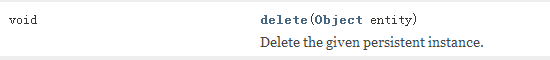 void delete(Object entity)
Delete the given persistent instance.